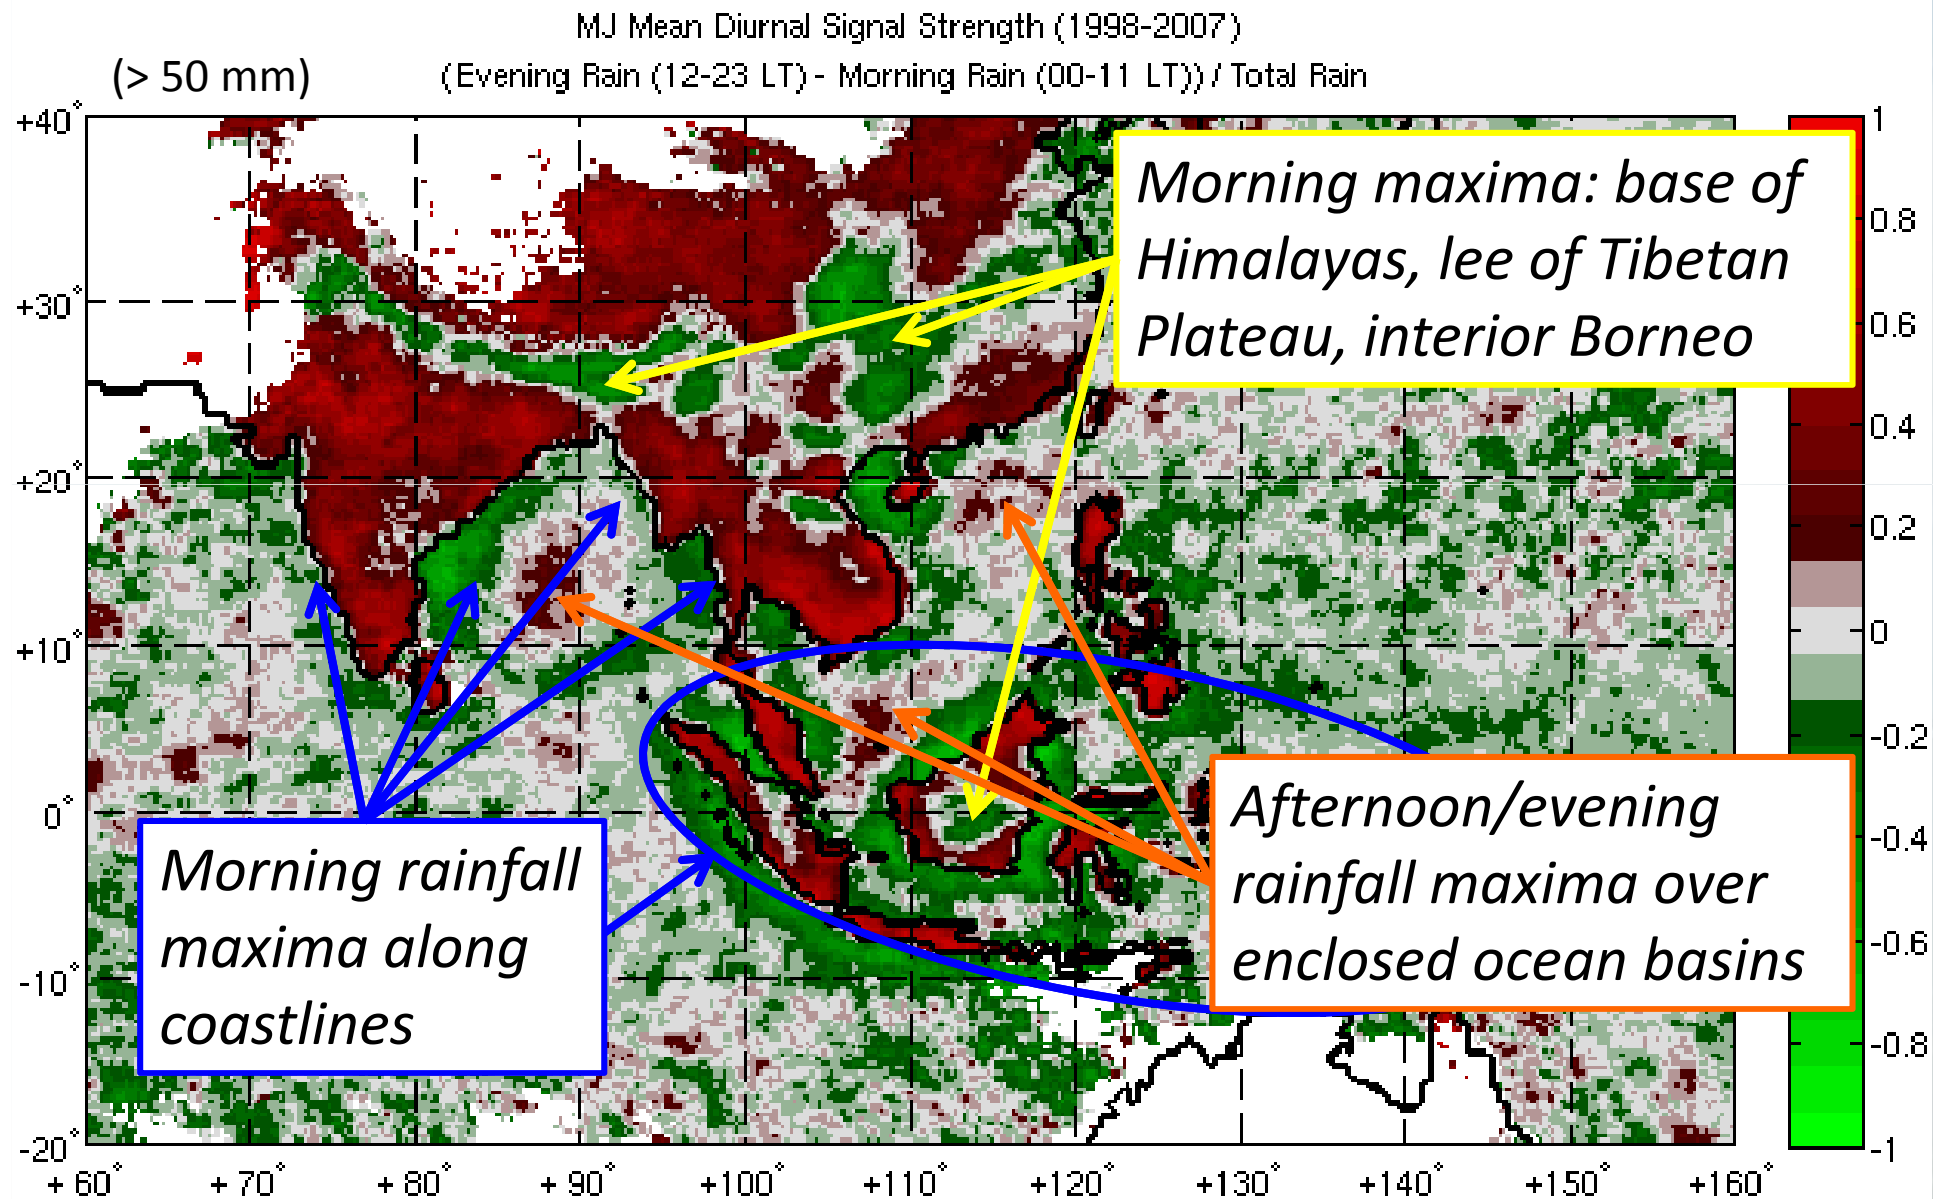 MJ Mean Diurnal Signal Strength (1998-2007)
(> 50 mm)
(Evening Rain (12-23 LT) - Morning Rain (00-11 LT)) / Total Rain
+40°
+30°
+20°
+10°
0°
-10°
-20°
+ 60°
+ 70°
+ 80°
+ 90°
+100°
+110°
+120°
+130°
+140°
+150°
+160°
1
0.8
0.6
0.4
0.2
0
-0.2
-0.4
-0.6
-0.8
-1
Morning maxima: base of
Himalayas, lee of Tibetan
Plateau, interior Borneo
Morning rainfall
maxima along
coastlines
Afternoon/evening
rainfall maxima over
enclosed ocean basins